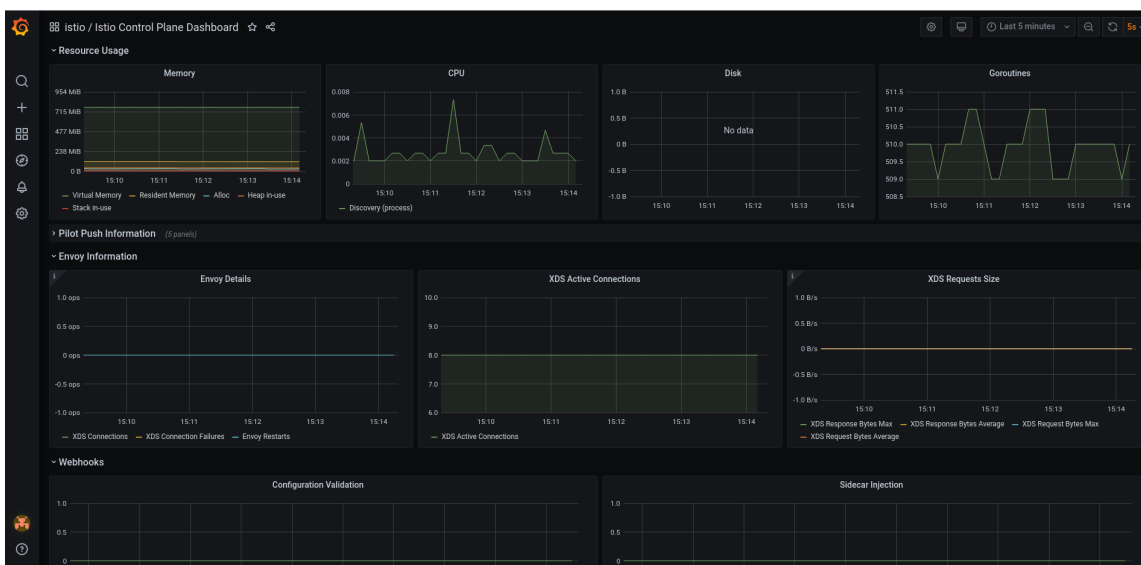 istio / Istio Control Plane Dashboard
Last 5 minutes
5s
Resource Usage
Memory
954 MiB
715 MiB
477 MiB
238 MiB
0 B
15:10 15:11 15:12 15:13 15:14
Virtual Memory Resident Memory Alloc Heap in-use
Stack in-use
CPU
0.008
0.006
0.004
0.002
0
15:10 15:11 15:12 15:13 15:14
Discovery (process)
Disk
1.0 B
0.5 B
0 B
-0.5 B
-1.0 B
No data
15:10 15:11 15:12 15:13 15:14
Goroutines
511.5
511.0
510.5
510.0
509.5
509.0
508.5
15:10 15:11 15:12 15:13 15:14
Pilot Push Information (5 panels)
Envoy Information
i
Envoy Details
1.0 ops
0.5 ops
0 ops
-0.5 ops
-1.0 ops
15:10 15:11 15:12 15:13 15:14
XDS Connections XDS Connection Failures Envoy Restarts
XDS Active Connections
10.0
9.0
8.0
7.0
6.0
15:10 15:11 15:12 15:13 15:14
XDS Active Connections
i
XDS Requests Size
1.0 B/s
0.5 B/s
0 B/s
-0.5 B/s
-1.0 B/s
15:10 15:11 15:12 15:13 15:14
XDS Response Bytes Max XDS Response Bytes Average XDS Request Bytes Max
XDS Request Bytes Average
Webhooks
Configuration Validation
1.0
0.5
0
Sidecar Injection
1.0
0.5
0